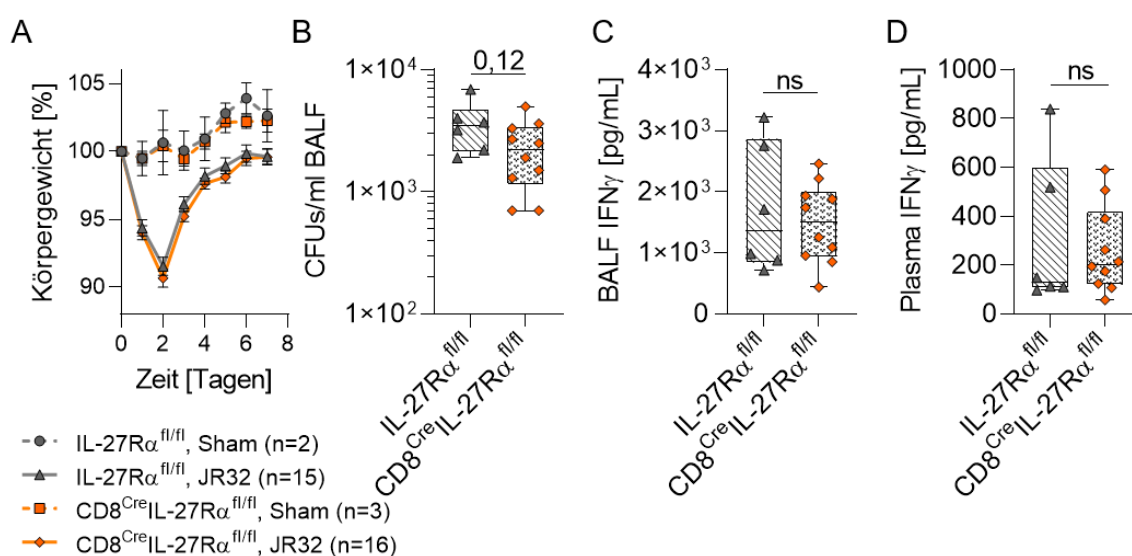 A
Körpergewicht [%]
105
100
95
90
0 2 4 6 8
Zeit [Tagen]
B
CFUs/ml BALF
1×10⁴
1×10³
1×10²
0,12
IL-27Rα^fl/fl
CD8^Cre IL-27Rα^fl/fl
C
BALF IFNγ [pg/mL]
4×10³
3×10³
2×10³
1×10³
0
ns
IL-27Rα^fl/fl
CD8^Cre IL-27Rα^fl/fl
D
Plasma IFNγ [pg/mL]
1000
800
600
400
200
0
ns
IL-27Rα^fl/fl
CD8^Cre IL-27Rα^fl/fl
IL-27Rα^fl/fl, Sham (n=2)
IL-27Rα^fl/fl, JR32 (n=15)
CD8^Cre IL-27Rα^fl/fl, Sham (n=3)
CD8^Cre IL-27Rα^fl/fl, JR32 (n=16)